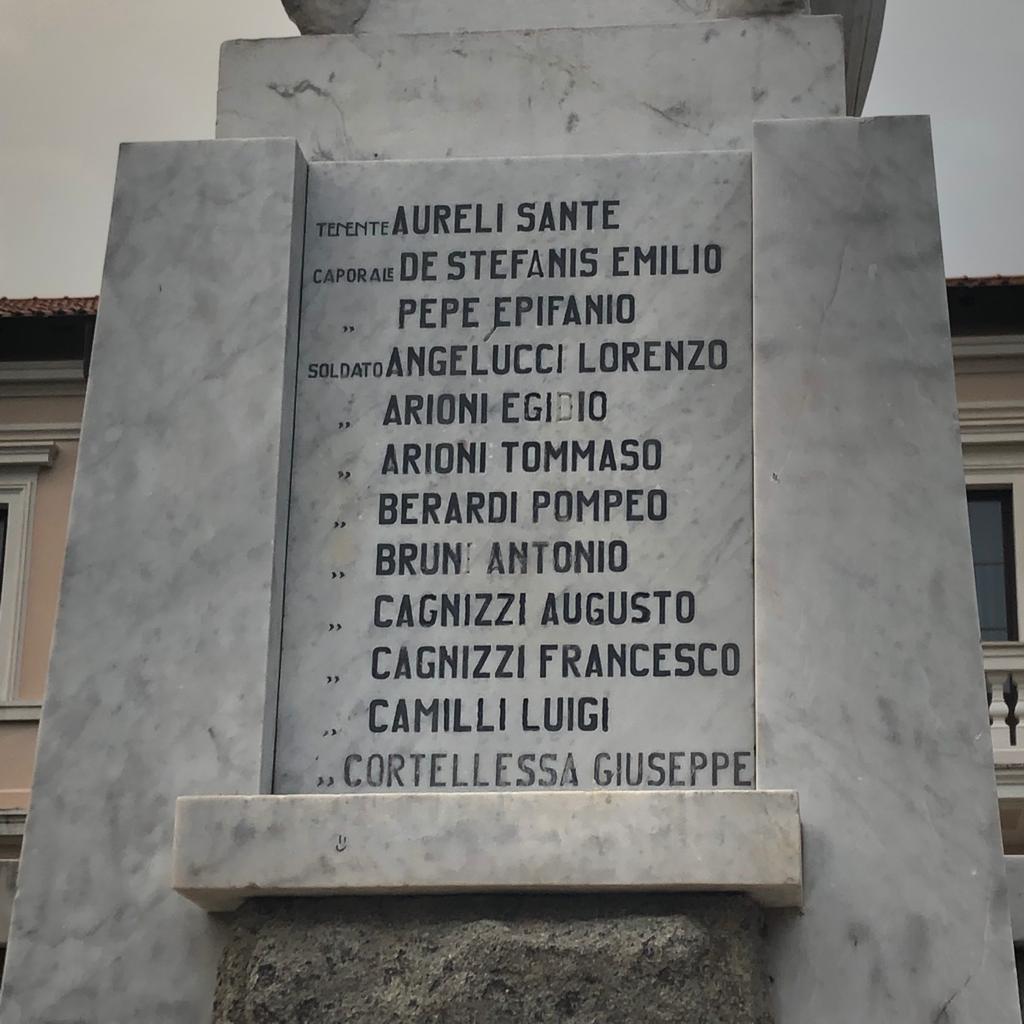 TENENTE AURELI SANTE
CAPORALE DE STEFANIS EMILIO
,, PEPE EPIFANIO
SOLDATO ANGELUCCI LORENZO
,, ARIONI EGIDIO
,, ARIONI TOMMASO
,, BERARDI POMPEO
,, BRUNI ANTONIO
,, CAGNIZZI AUGUSTO
,, CAGNIZZI FRANCESCO
,, CAMILLI LUIGI
,, CORTELLESSA GIUSEPPE